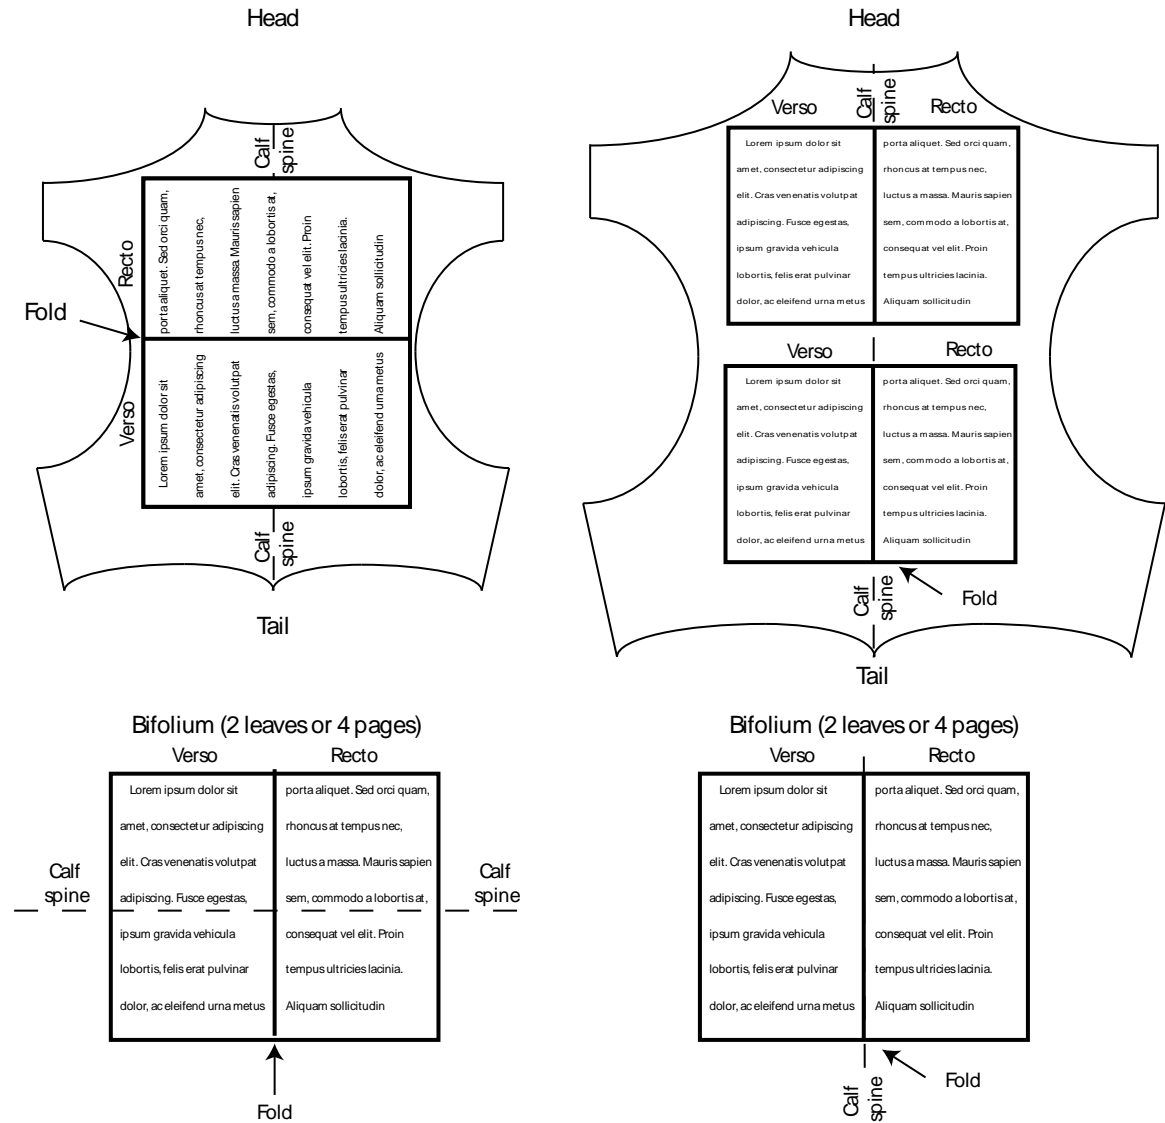 Head
Calf
spine
Recto
porta aliquet. Sed orci quam,
rhoncus at tempus nec,
luctus a massa. Mauris sapien
sem, commodo a lobortis at,
consequat vel elit. Proin
tempus ultricies lacinia.
Aliquam sollicitudin
Fold
Verso
Lorem ipsum dolor sit
amet, consectetur adipiscing
elit. Cras venenatis volutpat
adipiscing. Fusce egestas,
ipsum gravida vehicula
lobortis, felis erat pulvinar
dolor, ac eleifend urna metus
Calf
spine
Tail
Head
Verso
Calf
spine
Recto
Lorem ipsum dolor sit
amet, consectetur adipiscing
elit. Cras venenatis volutpat
adipiscing. Fusce egestas,
ipsum gravida vehicula
lobortis, felis erat pulvinar
dolor, ac eleifend urna metus
porta aliquet. Sed orci quam,
rhoncus at tempus nec,
luctus a massa. Mauris sapien
sem, commodo a lobortis at,
consequat vel elit. Proin
tempus ultricies lacinia.
Aliquam sollicitudin
Verso
Recto
Lorem ipsum dolor sit
amet, consectetur adipiscing
elit. Cras venenatis volutpat
adipiscing. Fusce egestas,
ipsum gravida vehicula
lobortis, felis erat pulvinar
dolor, ac eleifend urna metus
porta aliquet. Sed orci quam,
rhoncus at tempus nec,
luctus a massa. Mauris sapien
sem, commodo a lobortis at,
consequat vel elit. Proin
tempus ultricies lacinia.
Aliquam sollicitudin
Calf
spine
Fold
Tail
Bifolium (2 leaves or 4 pages)
Verso
Recto
Lorem ipsum dolor sit
amet, consectetur adipiscing
elit. Cras venenatis volutpat
adipiscing. Fusce egestas,
ipsum gravida vehicula
lobortis, felis erat pulvinar
dolor, ac eleifend urna metus
porta aliquet. Sed orci quam,
rhoncus at tempus nec,
luctus a massa. Mauris sapien
sem, commodo a lobortis at,
consequat vel elit. Proin
tempus ultricies lacinia.
Aliquam sollicitudin
Calf
spine
Calf
spine
Fold
Bifolium (2 leaves or 4 pages)
Verso
Recto
Lorem ipsum dolor sit
amet, consectetur adipiscing
elit. Cras venenatis volutpat
adipiscing. Fusce egestas,
ipsum gravida vehicula
lobortis, felis erat pulvinar
dolor, ac eleifend urna metus
porta aliquet. Sed orci quam,
rhoncus at tempus nec,
luctus a massa. Mauris sapien
sem, commodo a lobortis at,
consequat vel elit. Proin
tempus ultricies lacinia.
Aliquam sollicitudin
Calf
spine
Fold